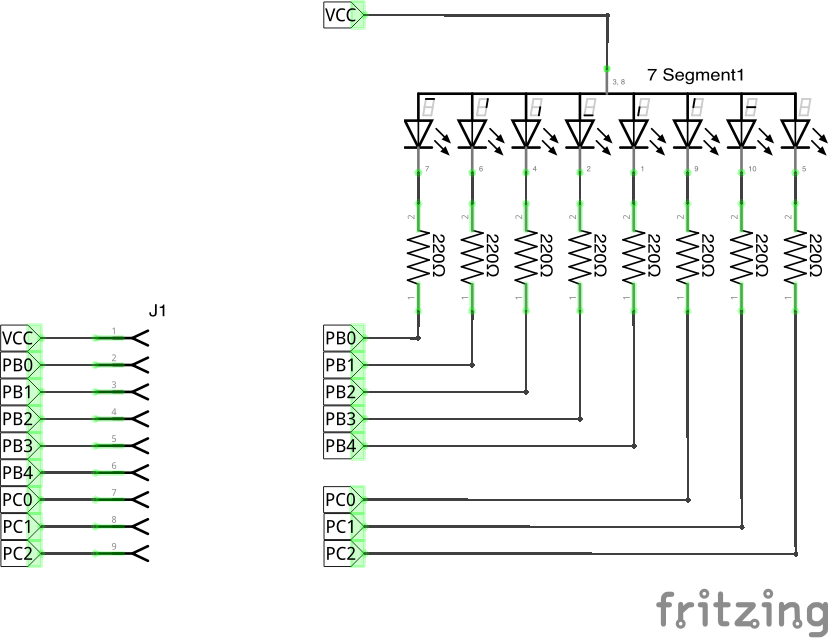 VCC
3, 8
7 Segment1
7 6 4 2 1 9 10 5
2 2 2 2 2 2 2 2
220Ω 220Ω 220Ω 220Ω 220Ω 220Ω 220Ω 220Ω
1 1 1 1 1 1 1 1
J1
VCC 1
PB0 2
PB1 3
PB2 4
PB3 5
PB4 6
PC0 7
PC1 8
PC2 9
PB0
PB1
PB2
PB3
PB4
PC0
PC1
PC2
fritzing